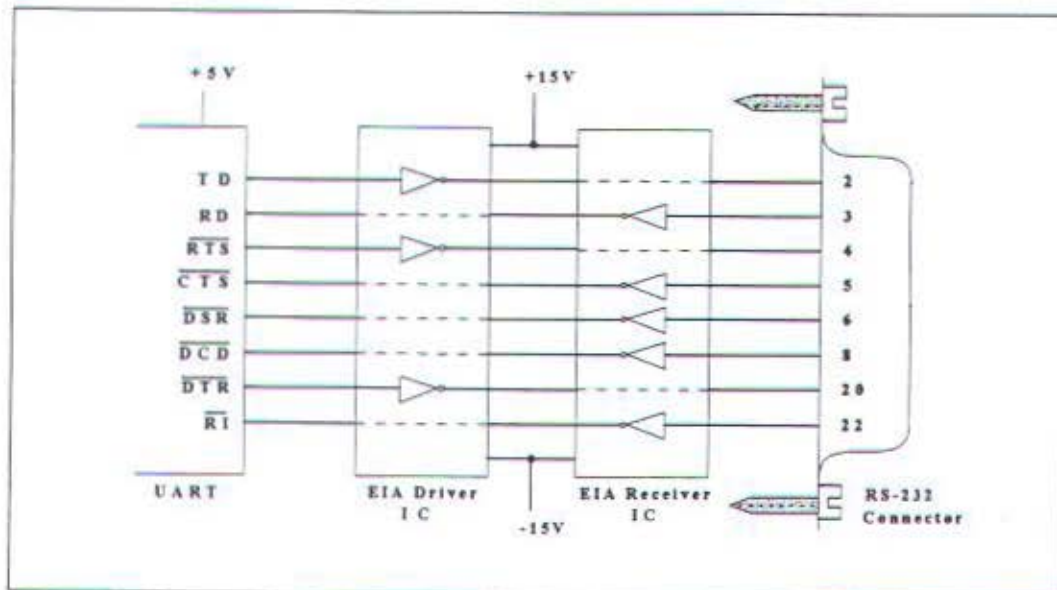 +5V
+15V
TD
2
RD
3
RTS
4
CTS
5
DSR
6
DCD
8
DTR
20
RI
22
UART
EIA Driver
IC
EIA Receiver
IC
-15V
RS-232
Connector